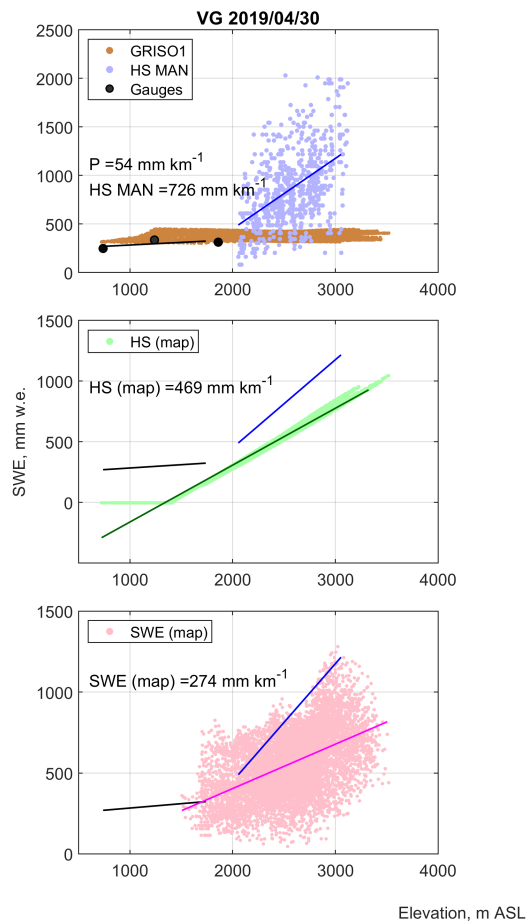 VG 2019/04/30
2500
2000
1500
1000
500
0
GRISO1
HS MAN
Gauges
P =54 mm km-1
HS MAN =726 mm km-1
1000 2000 3000 4000
SWE, mm w.e.
1500
1000
500
0
HS (map)
HS (map) =469 mm km-1
1000 2000 3000 4000
1500
1000
500
0
SWE (map)
SWE (map) =274 mm km-1
1000 2000 3000 4000
Elevation, m ASL